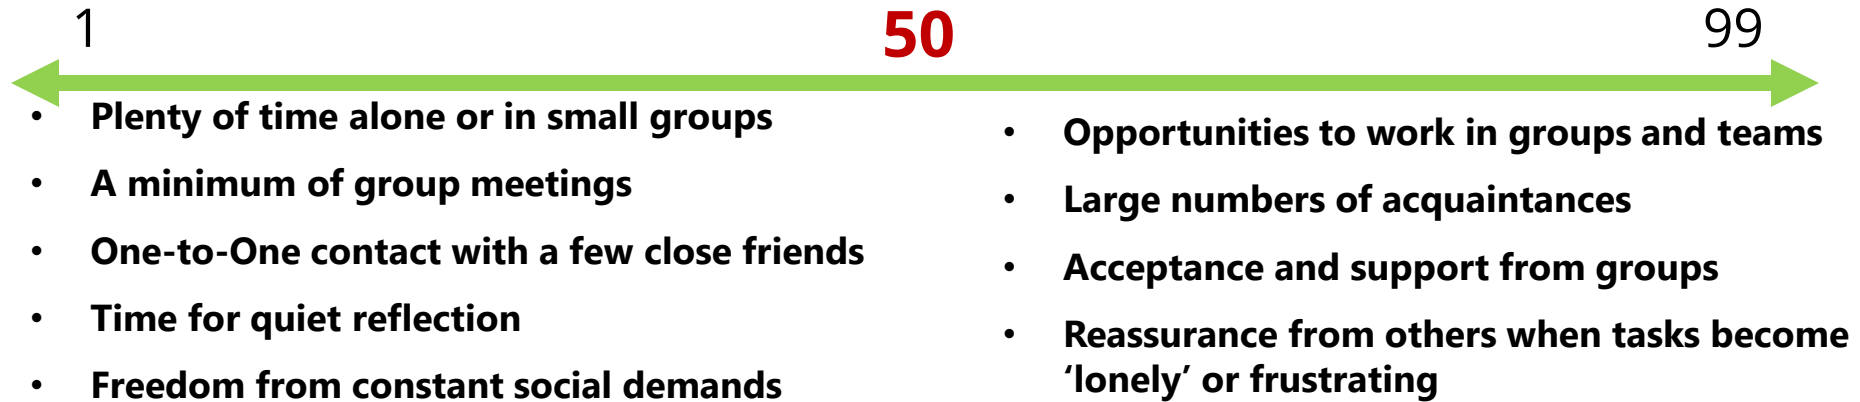 1
50
99
• Plenty of time alone or in small groups
• A minimum of group meetings
• One-to-One contact with a few close friends
• Time for quiet reflection
• Freedom from constant social demands
• Opportunities to work in groups and teams
• Large numbers of acquaintances
• Acceptance and support from groups
• Reassurance from others when tasks become
‘lonely’ or frustrating